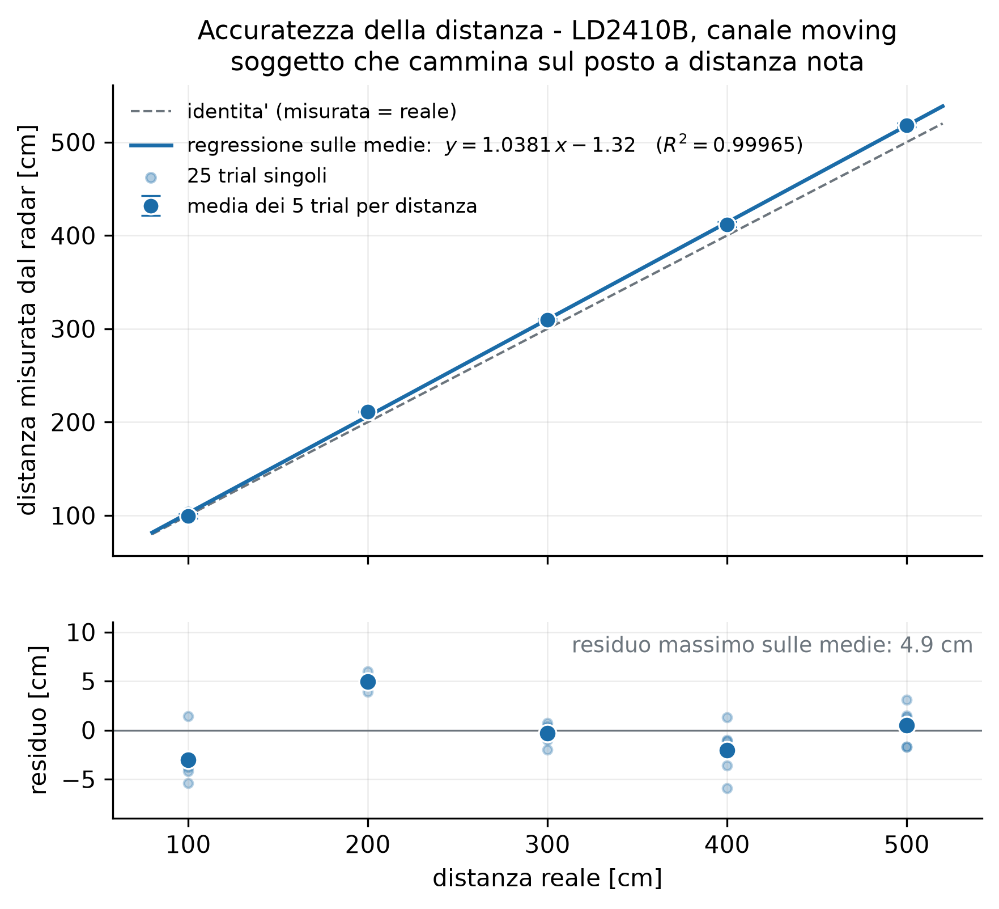 Accuratezza della distanza - LD2410B, canale moving
soggetto che cammina sul posto a distanza nota
identita' (misurata = reale)
regressione sulle medie: y = 1.0381 x − 1.32 (R² = 0.99965)
25 trial singoli
media dei 5 trial per distanza
distanza misurata dal radar [cm]
500
400
300
200
100
residuo massimo sulle medie: 4.9 cm
residuo [cm]
10
5
0
−5
100 200 300 400 500
distanza reale [cm]